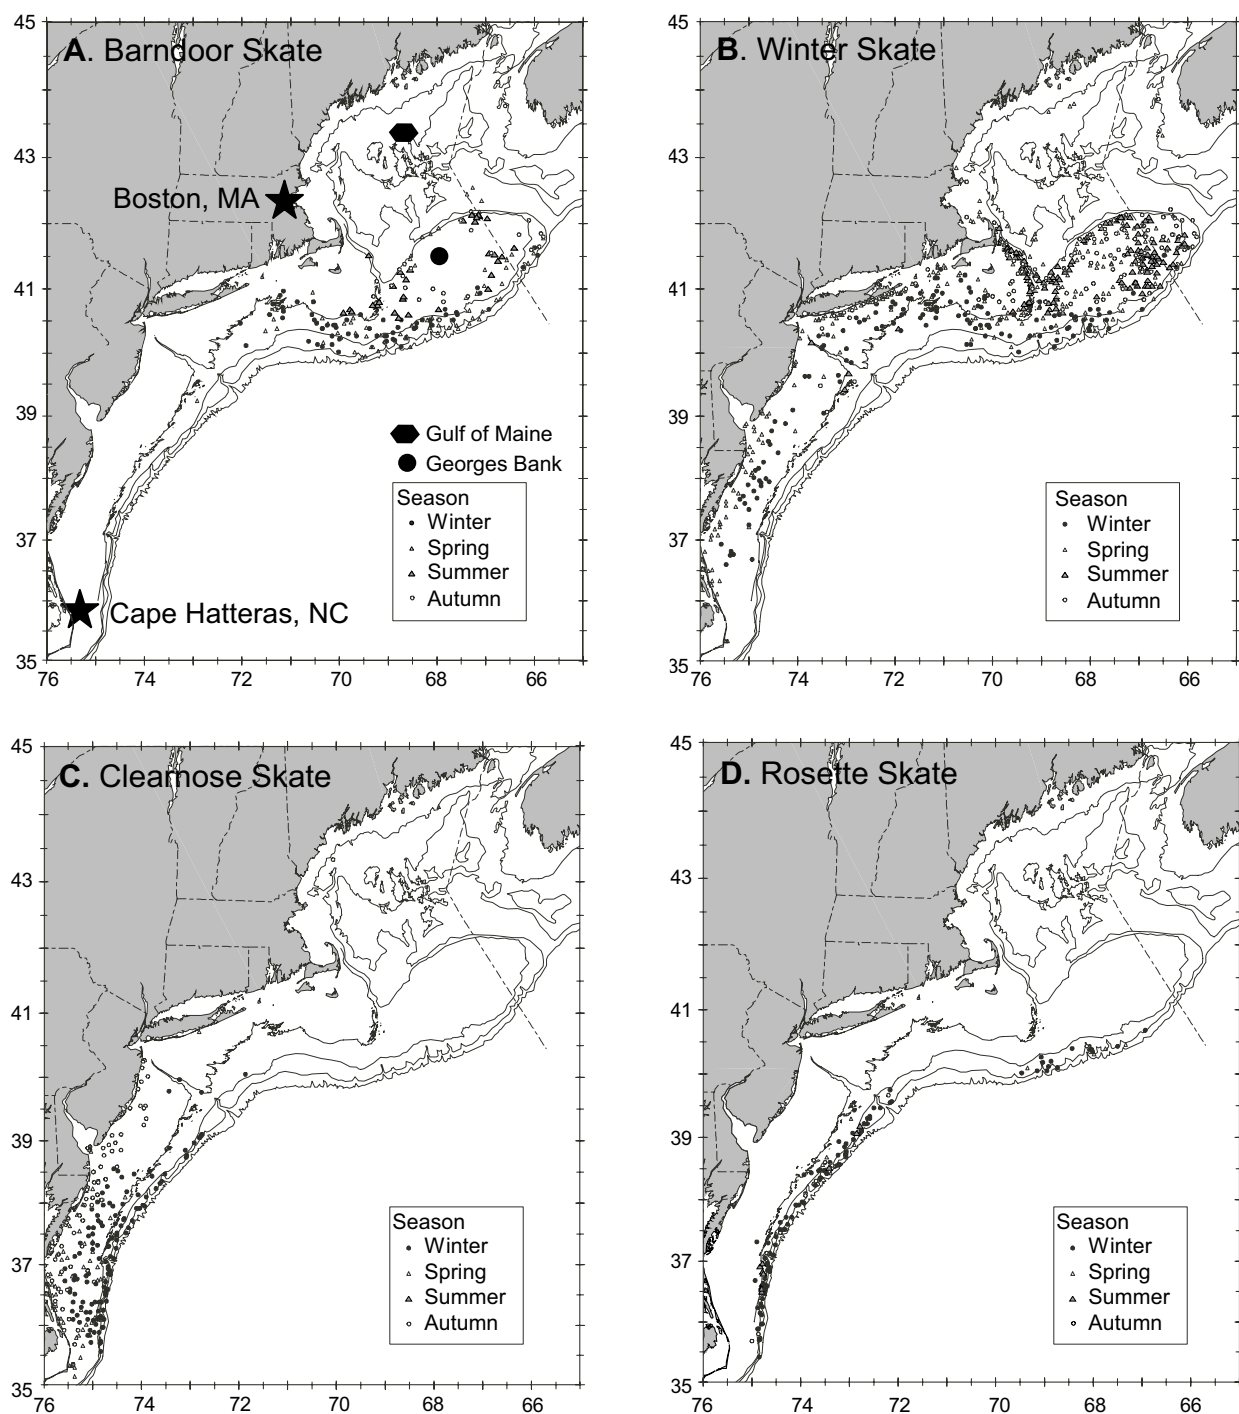 A. Barndoor Skate
45
43
41
39
37
35
76
74
72
70
68
66
Boston, MA
Cape Hatteras, NC
Gulf of Maine
Georges Bank
Season
Winter
Spring
Summer
Autumn
B. Winter Skate
45
43
41
39
37
35
76
74
72
70
68
66
Season
Winter
Spring
Summer
Autumn
C. Clearnose Skate
45
43
41
39
37
35
76
74
72
70
68
66
Season
Winter
Spring
Summer
Autumn
D. Rosette Skate
45
43
41
39
37
35
76
74
72
70
68
66
Season
Winter
Spring
Summer
Autumn